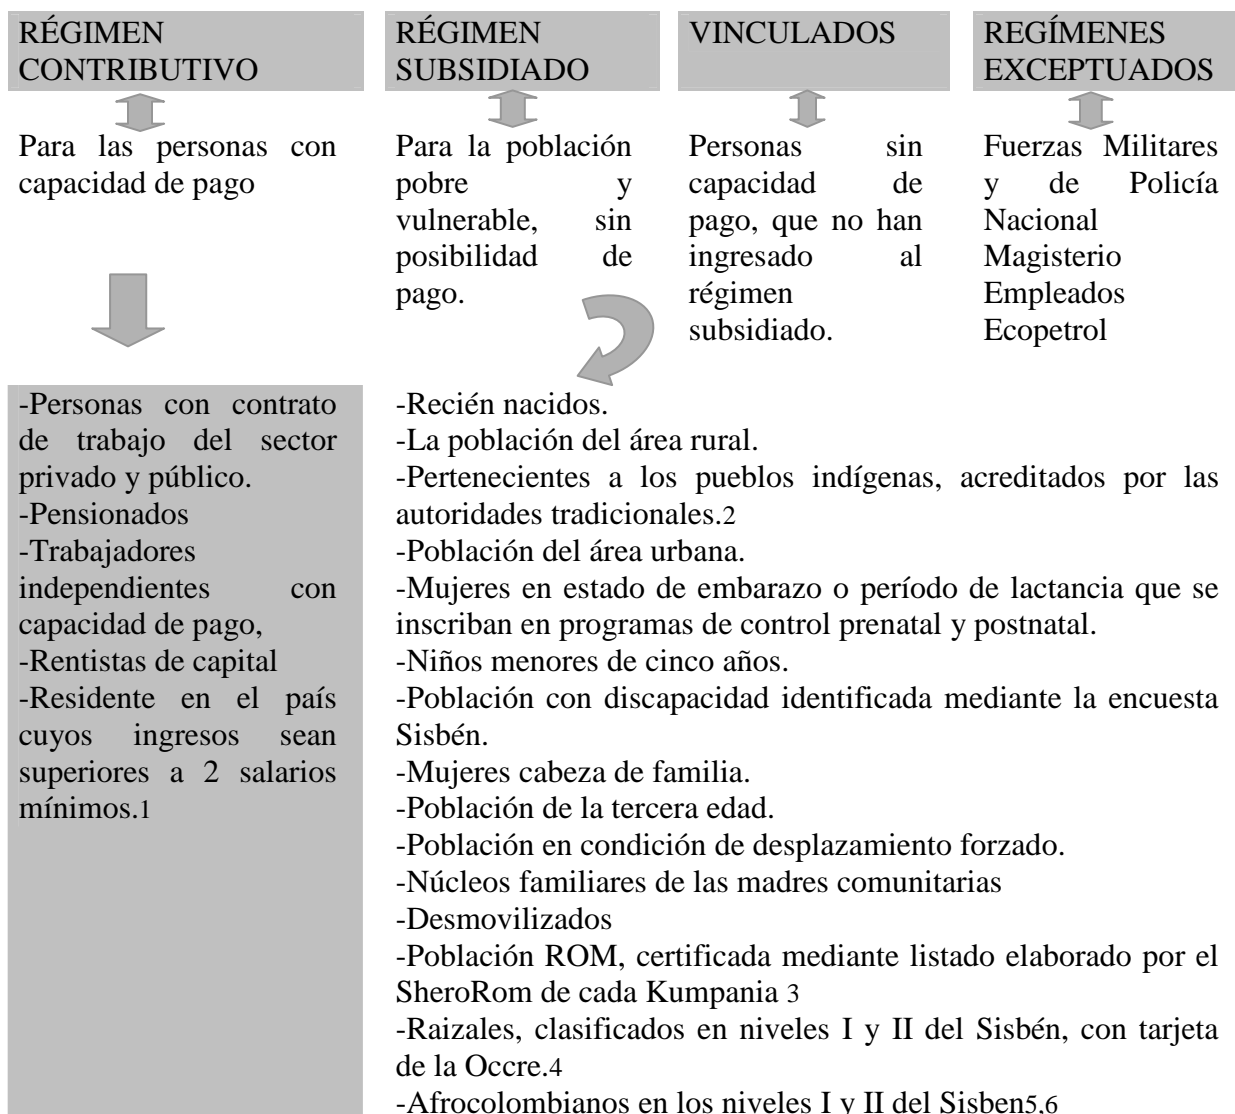 RÉGIMEN
CONTRIBUTIVO
RÉGIMEN
SUBSIDIADO
VINCULADOS
REGÍMENES
EXCEPTUADOS
Para las personas con
capacidad de pago
Para la población
pobre y
vulnerable, sin
posibilidad de
pago.
Personas sin
capacidad de
pago, que no han
ingresado al
régimen
subsidiado.
Fuerzas Militares
y de Policía
Nacional
Magisterio
Empleados
Ecopetrol
-Personas con contrato
de trabajo del sector
privado y público.
-Pensionados
-Trabajadores
independientes con
capacidad de pago,
-Rentistas de capital
-Residente en el país
cuyos ingresos sean
superiores a 2 salarios
mínimos.1
-Recién nacidos.
-La población del área rural.
-Pertenecientes a los pueblos indígenas, acreditados por las
autoridades tradicionales.2
-Población del área urbana.
-Mujeres en estado de embarazo o período de lactancia que se
inscriban en programas de control prenatal y postnatal.
-Niños menores de cinco años.
-Población con discapacidad identificada mediante la encuesta
Sisbén.
-Mujeres cabeza de familia.
-Población de la tercera edad.
-Población en condición de desplazamiento forzado.
-Núcleos familiares de las madres comunitarias
-Desmovilizados
-Población ROM, certificada mediante listado elaborado por el
SheroRom de cada Kumpania 3
-Raizales, clasificados en niveles I y II del Sisbén, con tarjeta
de la Occre.4
-Afrocolombianos en los niveles I y II del Sisben5.6